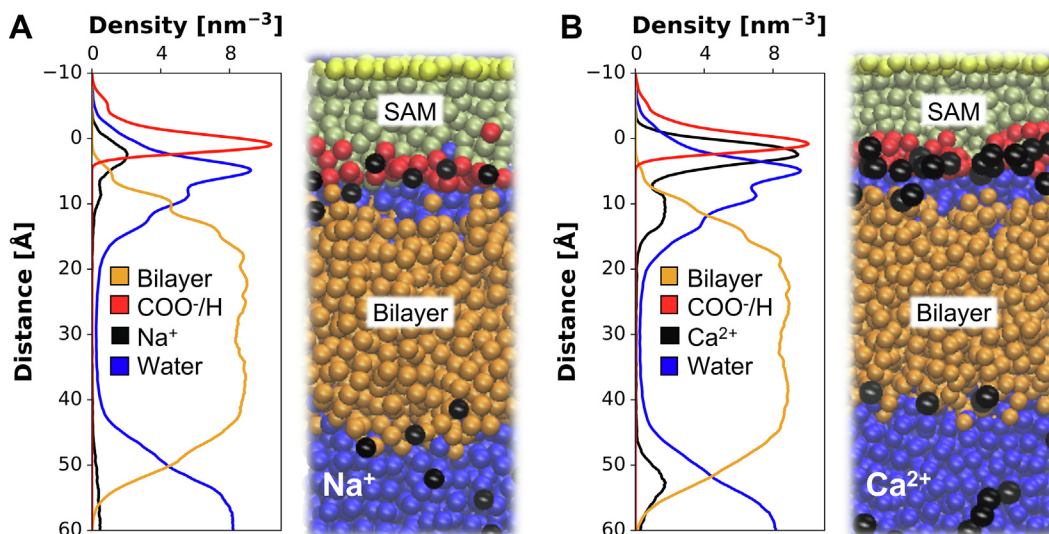 A
Density [nm⁻³]
0 4 8
−10
0
10
20
30
40
50
60
Distance [Å]
Bilayer
COO⁻/H
Na⁺
Water
SAM
Bilayer
Na⁺
B
Density [nm⁻³]
0 4 8
−10
0
10
20
30
40
50
60
Distance [Å]
Bilayer
COO⁻/H
Ca²⁺
Water
SAM
Bilayer
Ca²⁺